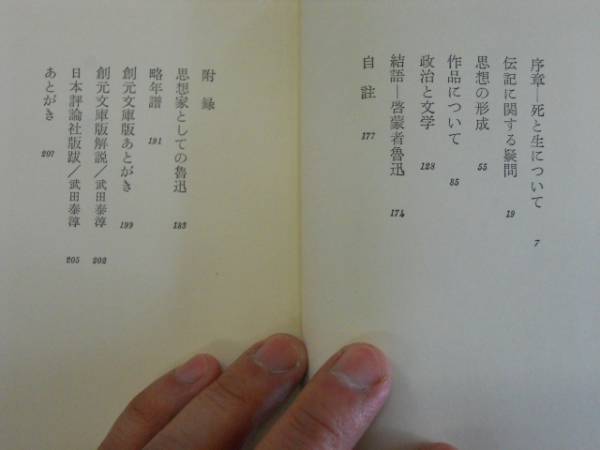 序章―死と生について 7
伝記に関する疑問 19
思想の形成 55
作品について 85
政治と文学 128
結語―啓蒙者魯迅 174
自註 177
附録
思想家としての魯迅 183
略年譜 191
創元文庫版あとがき 199
創元文庫版解説／武田泰淳 202
日本評論社版跋／武田泰淳 205
あとがき 207